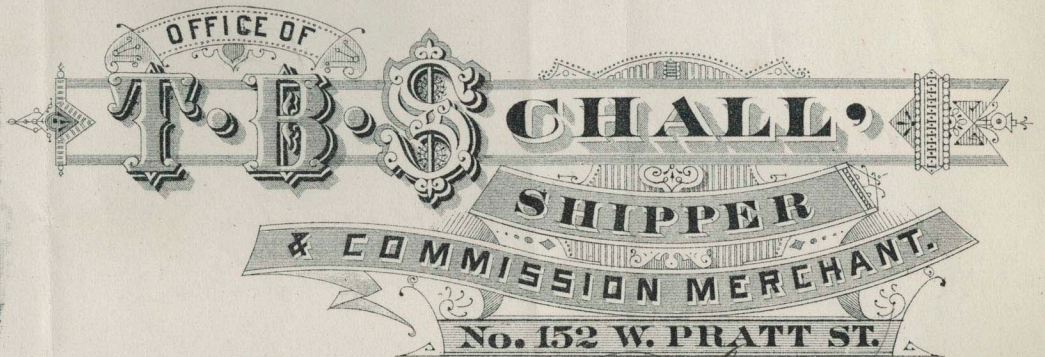 OFFICE OF
T. B. SCHALL,
SHIPPER
& COMMISSION MERCHANT.
No. 152 W. PRATT ST.